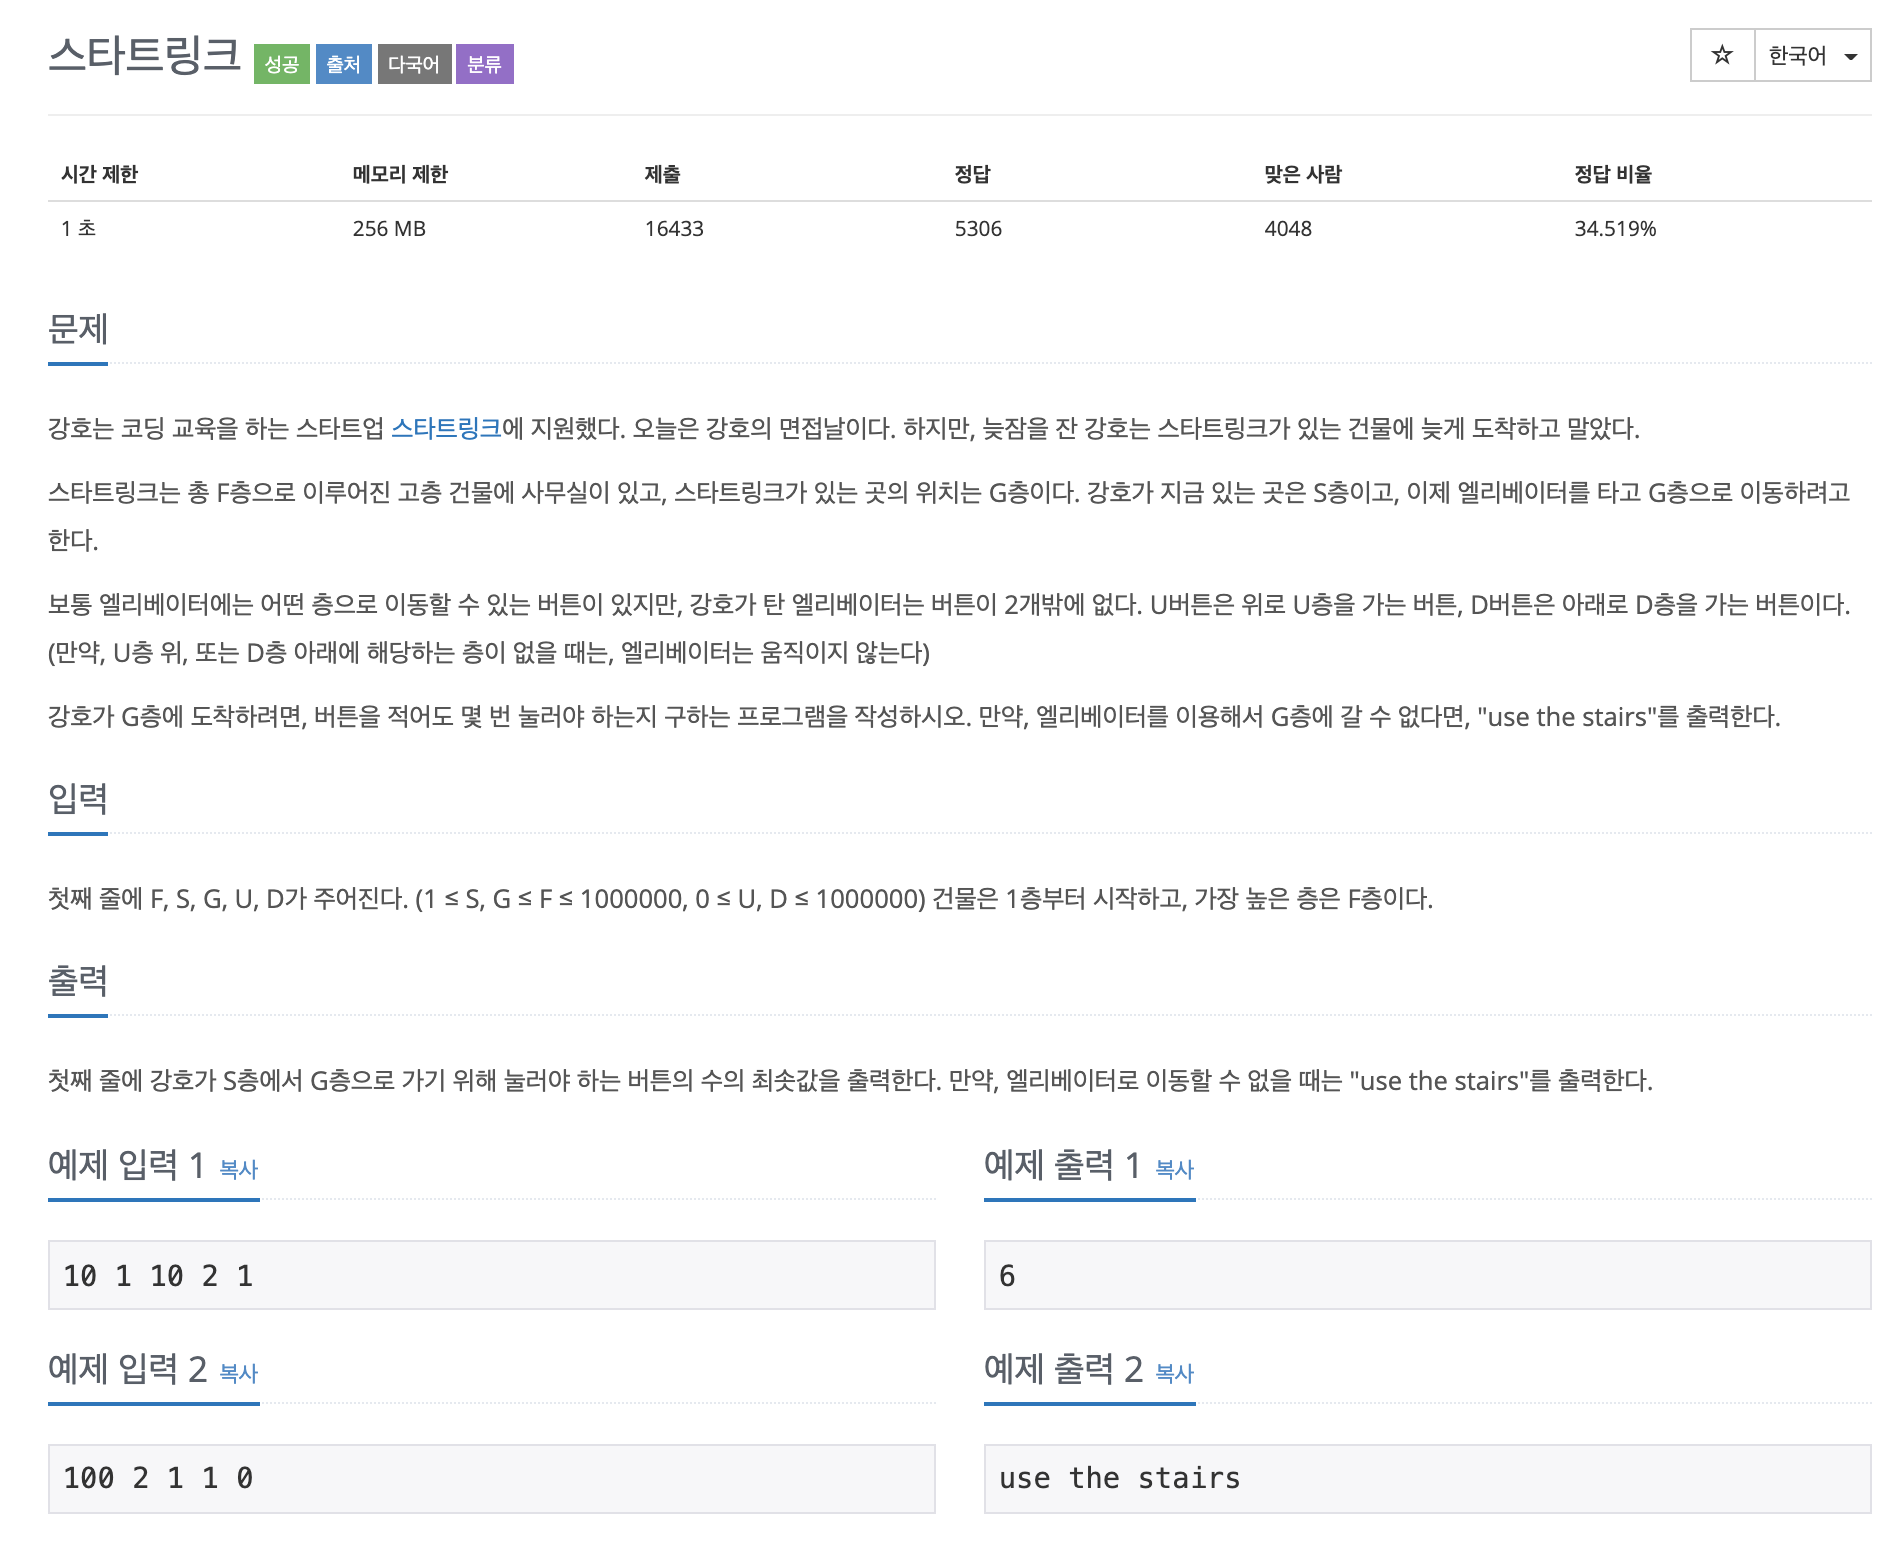 스타트링크 성공 출처 다국어 분류
☆ 한국어
시간 제한 메모리 제한 제출 정답 맞은 사람 정답 비율
1 초 256 MB 16433 5306 4048 34.519%
문제
강호는 코딩 교육을 하는 스타트업 스타트링크에 지원했다. 오늘은 강호의 면접날이다. 하지만, 늦잠을 잔 강호는 스타트링크가 있는 건물에 늦게 도착하고 말았다.
스타트링크는 총 F층으로 이루어진 고층 건물에 사무실이 있고, 스타트링크가 있는 곳의 위치는 G층이다. 강호가 지금 있는 곳은 S층이고, 이제 엘리베이터를 타고 G층으로 이동하려고
한다.
보통 엘리베이터에는 어떤 층으로 이동할 수 있는 버튼이 있지만, 강호가 탄 엘리베이터는 버튼이 2개밖에 없다. U버튼은 위로 U층을 가는 버튼, D버튼은 아래로 D층을 가는 버튼이다.
(만약, U층 위, 또는 D층 아래에 해당하는 층이 없을 때는, 엘리베이터는 움직이지 않는다)
강호가 G층에 도착하려면, 버튼을 적어도 몇 번 눌러야 하는지 구하는 프로그램을 작성하시오. 만약, 엘리베이터를 이용해서 G층에 갈 수 없다면, "use the stairs"를 출력한다.
입력
첫째 줄에 F, S, G, U, D가 주어진다. (1 ≤ S, G ≤ F ≤ 1000000, 0 ≤ U, D ≤ 1000000) 건물은 1층부터 시작하고, 가장 높은 층은 F층이다.
출력
첫째 줄에 강호가 S층에서 G층으로 가기 위해 눌러야 하는 버튼의 수의 최솟값을 출력한다. 만약, 엘리베이터로 이동할 수 없을 때는 "use the stairs"를 출력한다.
예제 입력 1 복사
10 1 10 2 1
예제 출력 1 복사
6
예제 입력 2 복사
100 2 1 1 0
예제 출력 2 복사
use the stairs